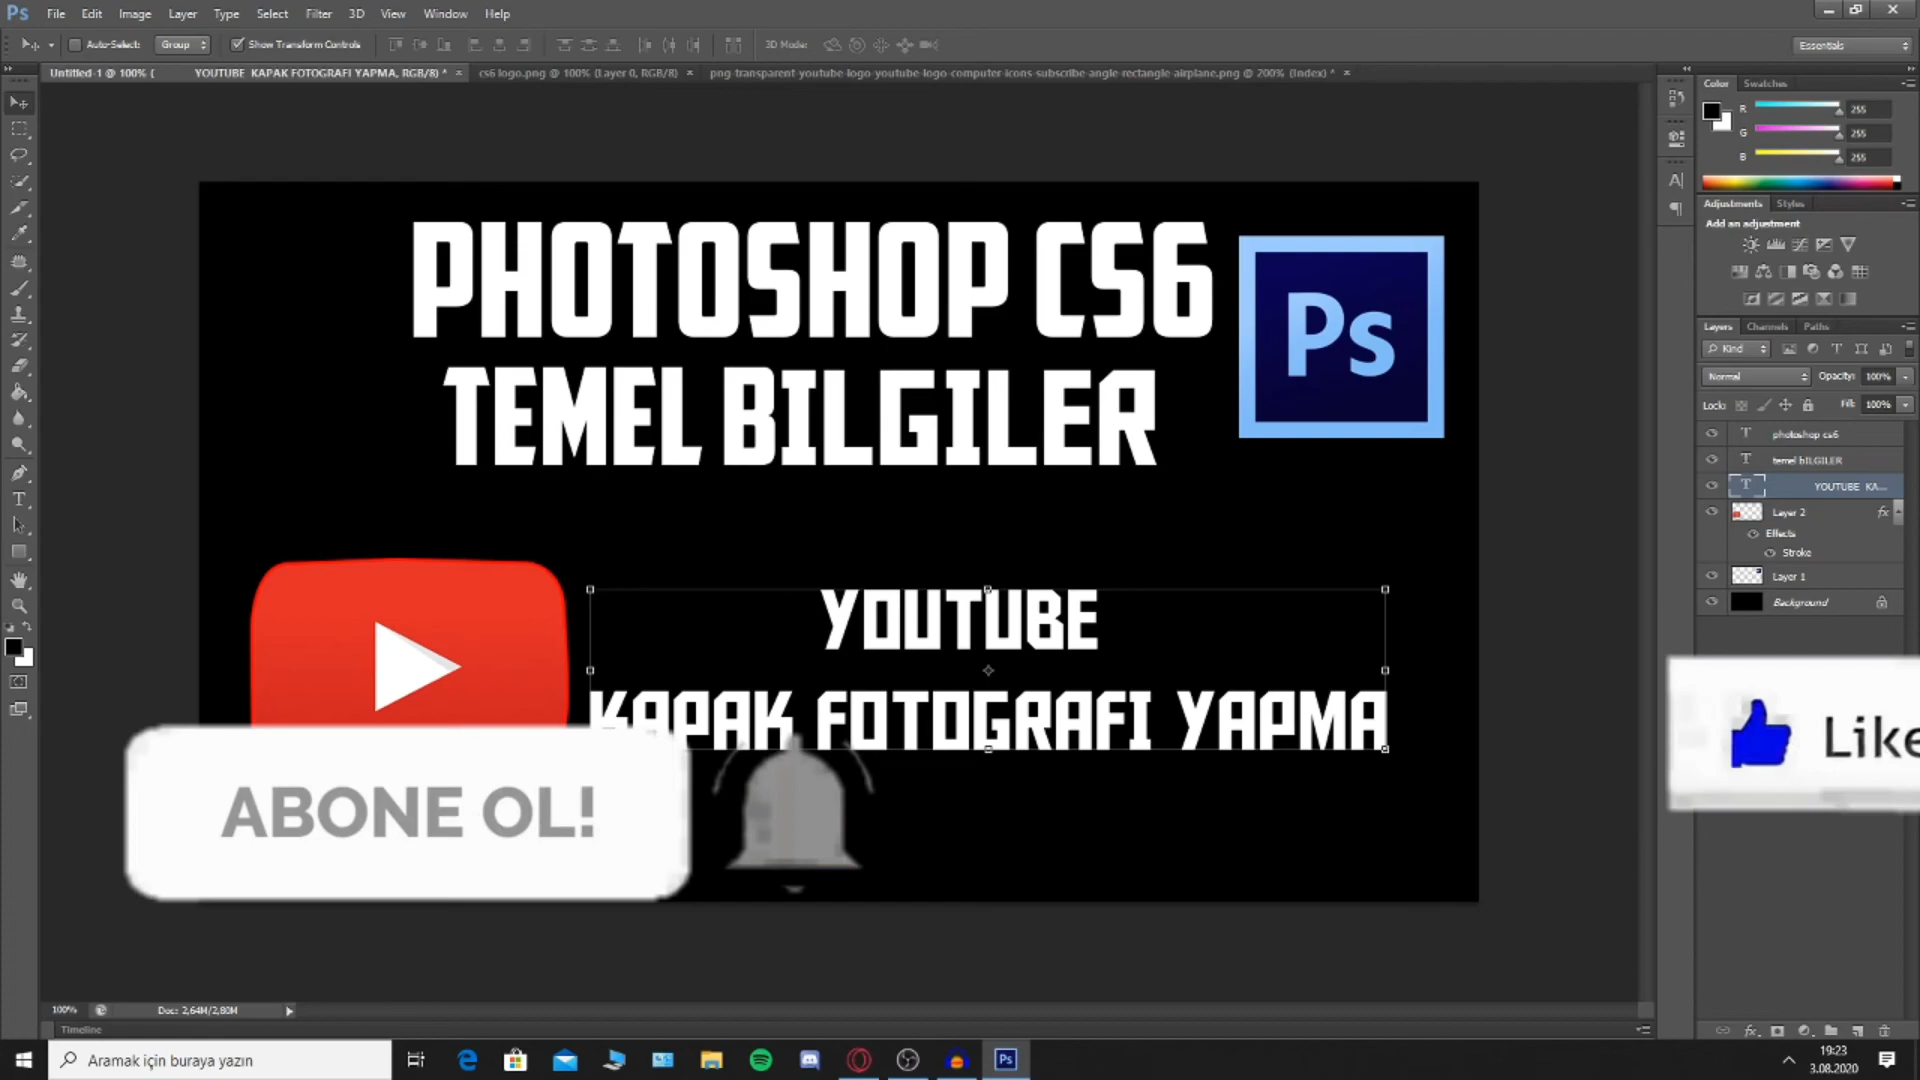 Ps File Edit Image Layer Type Select Filter 3D View Window Help
Auto-Select: Group Show Transform Controls 3D Mode: Essentials
Untitled-1 @ 100% ( YOUTUBE KAPAK FOTOGRAFI YAPMA, RGB/8) * × cs6 logo.png @ 100% (Layer 0, RGB/8) × png-transparent-youtube-logo-youtube-logo-computer-icons-subscribe-angle-rectangle-airplane.png @ 200% (Index) * ×
Color Swatches
R 255
G 255
B 255
Adjustments Styles
Add an adjustment
Layers Channels Paths
Kind
Normal Opacity: 100%
Lock: Fill: 100%
photoshop cs6
temel bILGILER
YOUTUBE KA...
Layer 2 fx
Effects
Stroke
Layer 1
Background
PHOTOSHOP CS6
TEMEL BILGILER
Ps
YOUTUBE
KAPAK FOTOGRAFI YAPMA
ABONE OL!
Like
100% Doc: 2,64M/2,80M
Timeline
Aramak için buraya yazın
Ps
19:23
3.08.2020